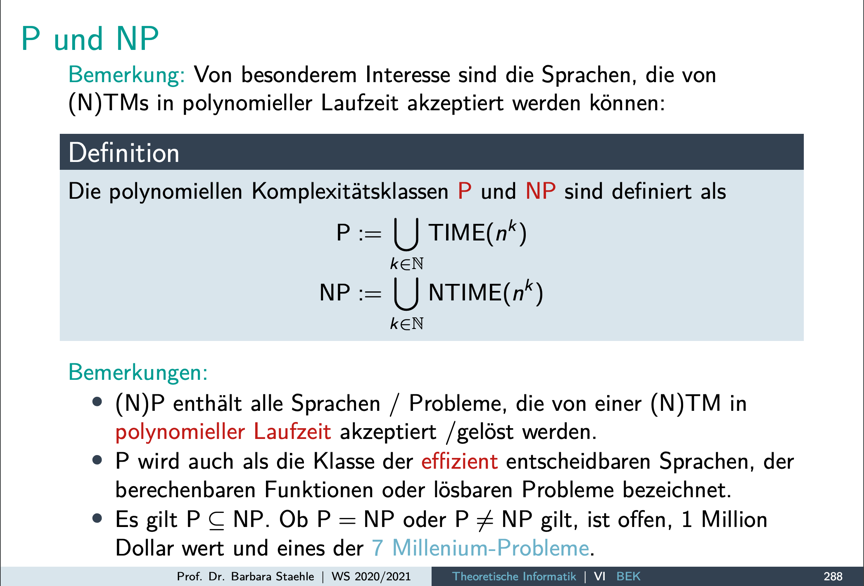 P und NP
Bemerkung: Von besonderem Interesse sind die Sprachen, die von
(N)TMs in polynomieller Laufzeit akzeptiert werden können:
Definition
Die polynomiellen Komplexitätsklassen P und NP sind definiert als
P := ⋃ TIME(nᵏ)
k∈ℕ
NP := ⋃ NTIME(nᵏ)
k∈ℕ
Bemerkungen:
• (N)P enthält alle Sprachen / Probleme, die von einer (N)TM in
polynomieller Laufzeit akzeptiert /gelöst werden.
• P wird auch als die Klasse der effizient entscheidbaren Sprachen, der
berechenbaren Funktionen oder lösbaren Probleme bezeichnet.
• Es gilt P ⊆ NP. Ob P = NP oder P ≠ NP gilt, ist offen, 1 Million
Dollar wert und eines der 7 Millenium-Probleme.
Prof. Dr. Barbara Staehle | WS 2020/2021 Theoretische Informatik | VI BEK 288